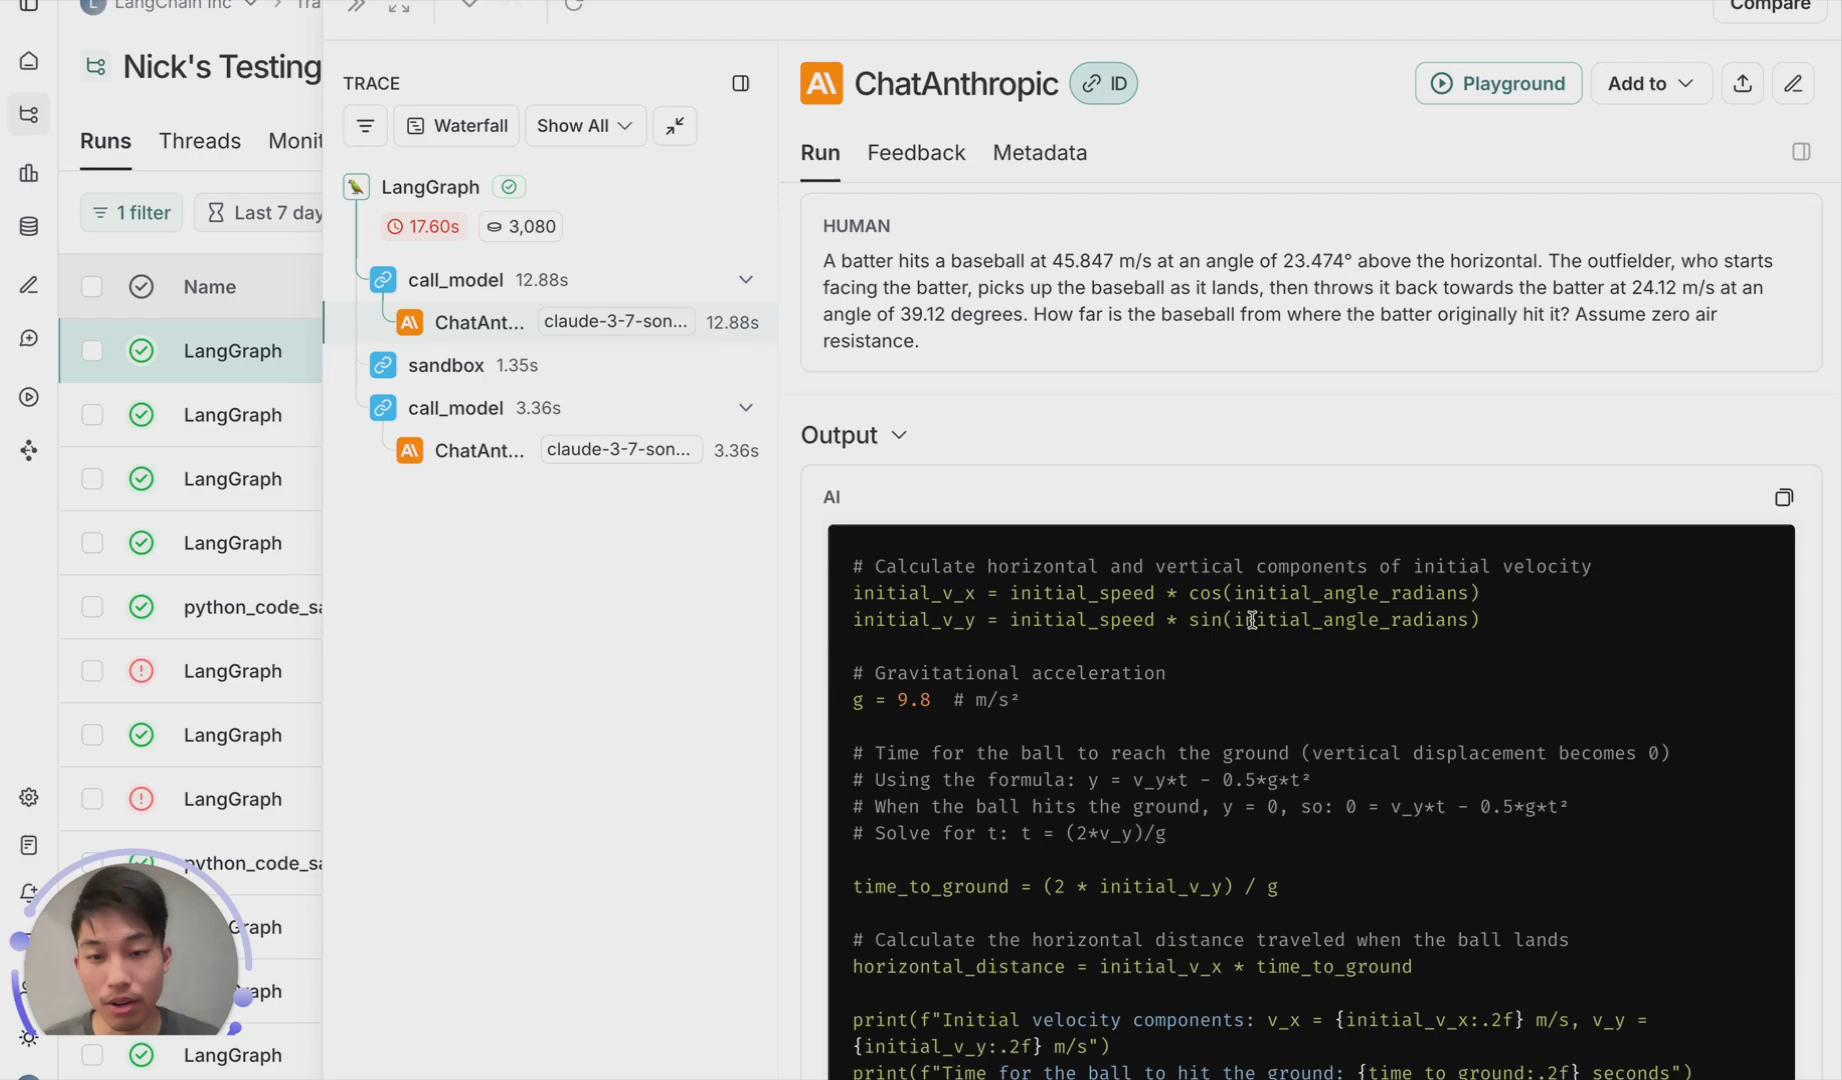 LangChain Inc
Tra
Compare
Nick's Testing
Runs
Threads
Monit
1 filter
Last 7 day
Name
LangGraph
LangGraph
LangGraph
LangGraph
python_code_sa
LangGraph
LangGraph
LangGraph
python_code_sa
Graph
aph
LangGraph
TRACE
Waterfall
Show All
LangGraph
17.60s
3,080
call_model 12.88s
ChatAnt... claude-3-7-son... 12.88s
sandbox 1.35s
call_model 3.36s
ChatAnt... claude-3-7-son... 3.36s
ChatAnthropic
ID
Playground
Add to
Run
Feedback
Metadata
HUMAN
A batter hits a baseball at 45.847 m/s at an angle of 23.474° above the horizontal. The outfielder, who starts
facing the batter, picks up the baseball as it lands, then throws it back towards the batter at 24.12 m/s at an
angle of 39.12 degrees. How far is the baseball from where the batter originally hit it? Assume zero air
resistance.
Output
AI
# Calculate horizontal and vertical components of initial velocity
initial_v_x = initial_speed * cos(initial_angle_radians)
initial_v_y = initial_speed * sin(initial_angle_radians)
# Gravitational acceleration
g = 9.8 # m/s²
# Time for the ball to reach the ground (vertical displacement becomes 0)
# Using the formula: y = v_y*t - 0.5*g*t²
# When the ball hits the ground, y = 0, so: 0 = v_y*t - 0.5*g*t²
# Solve for t: t = (2*v_y)/g
time_to_ground = (2 * initial_v_y) / g
# Calculate the horizontal distance traveled when the ball lands
horizontal_distance = initial_v_x * time_to_ground
print(f"Initial velocity components: v_x = {initial_v_x:.2f} m/s, v_y =
{initial_v_y:.2f} m/s")
print(f"Time for the ball to hit the ground: {time_to_ground:.2f} seconds")